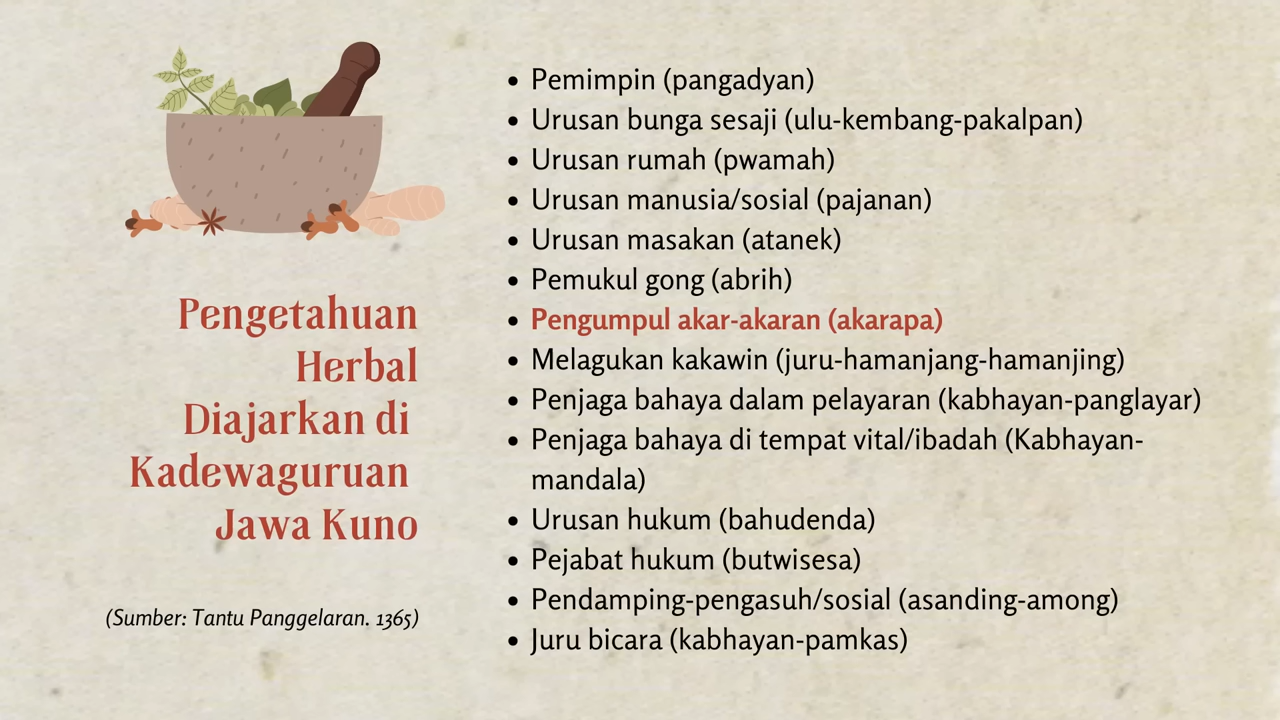 Pengetahuan
Herbal
Diajarkan di
Kadewaguruan
Jawa Kuno
(Sumber: Tantu Panggelaran. 1365)
• Pemimpin (pangadyan)
• Urusan bunga sesaji (ulu-kembang-pakalpan)
• Urusan rumah (pwamah)
• Urusan manusia/sosial (pajanan)
• Urusan masakan (atanek)
• Pemukul gong (abrih)
• Pengumpul akar-akaran (akarapa)
• Melagukan kakawin (juru-hamanjang-hamanjing)
• Penjaga bahaya dalam pelayaran (kabhayan-panglayar)
• Penjaga bahaya di tempat vital/ibadah (Kabhayan-
mandala)
• Urusan hukum (bahudenda)
• Pejabat hukum (butwisesa)
• Pendamping-pengasuh/sosial (asanding-among)
• Juru bicara (kabhayan-pamkas)